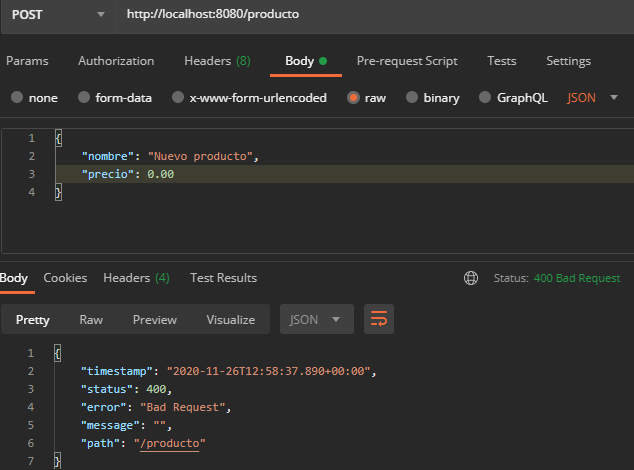 POST http://localhost:8080/producto
Params Authorization Headers (8) Body Pre-request Script Tests Settings
none form-data x-www-form-urlencoded raw binary GraphQL JSON
1 {
2 "nombre": "Nuevo producto",
3 "precio": 0.00
4 }
Body Cookies Headers (4) Test Results Status: 400 Bad Request
Pretty Raw Preview Visualize JSON
1 {
2 "timestamp": "2020-11-26T12:58:37.890+00:00",
3 "status": 400,
4 "error": "Bad Request",
5 "message": "",
6 "path": "/producto"
7 }